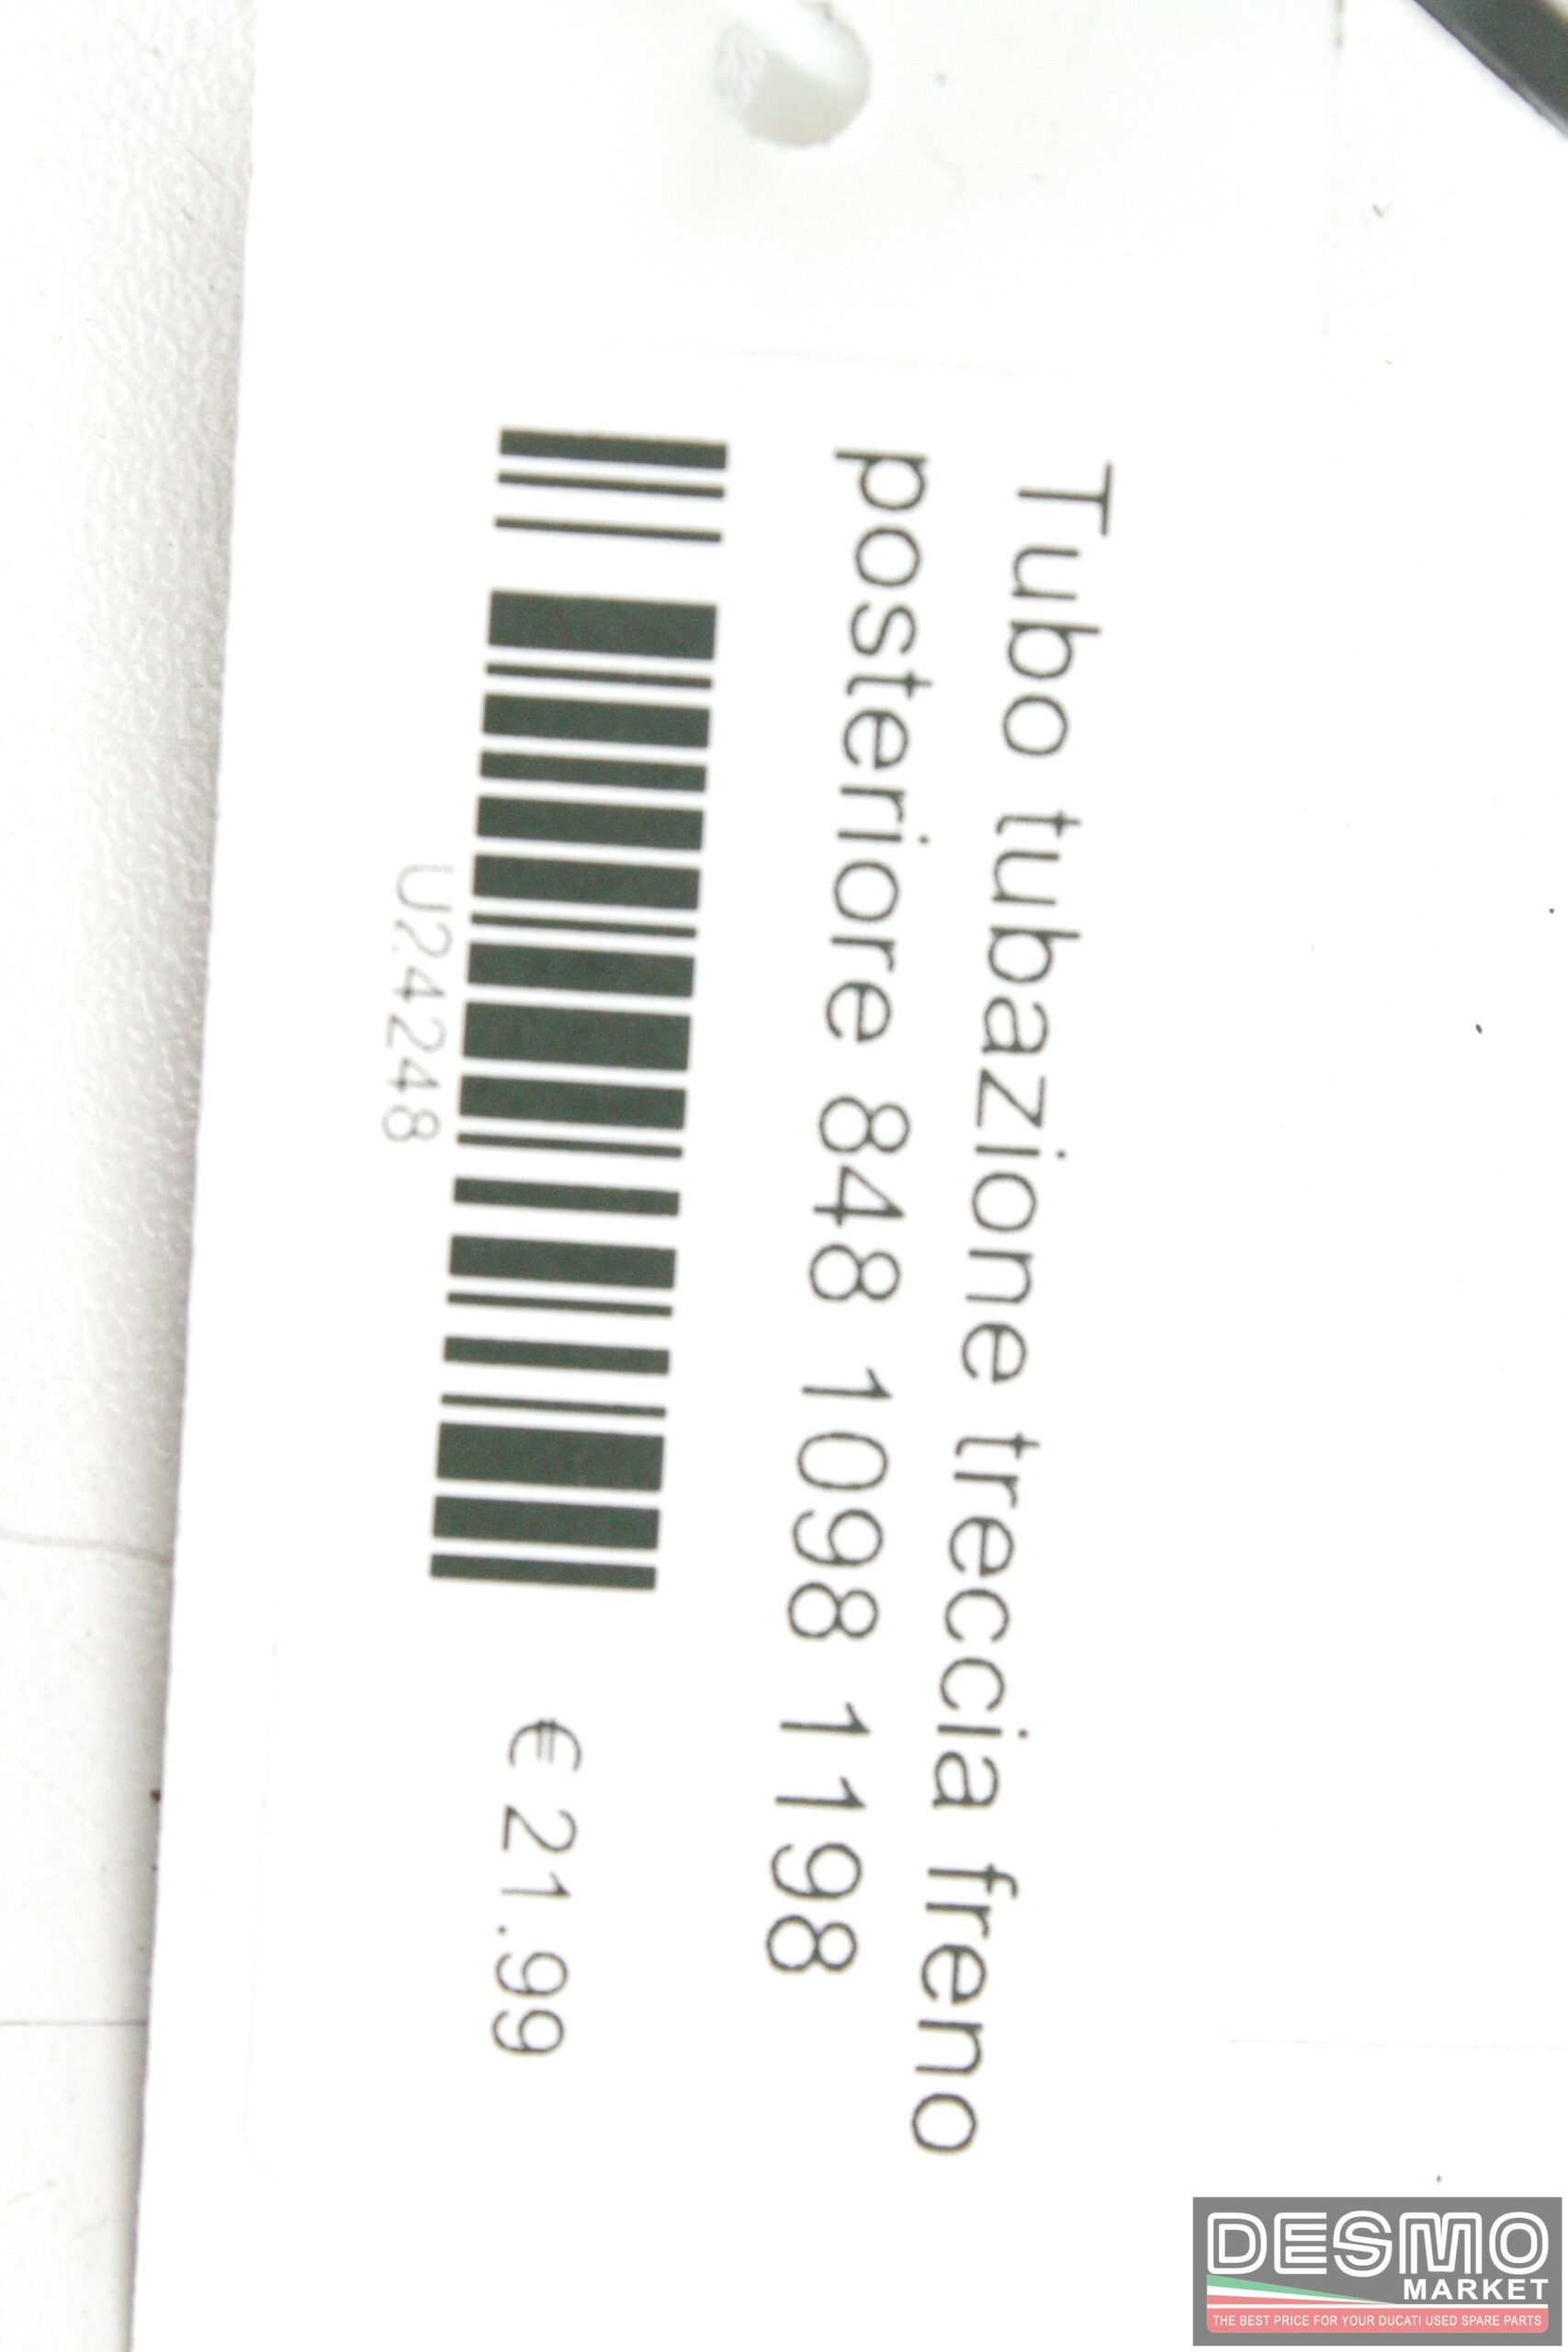 Tubo tubazione treccia freno
posteriore 848 1098 1198
€ 21.99
U24248
DESMO
MARKET
THE BEST PRICE FOR YOUR DUCATI USED SPARE PARTS